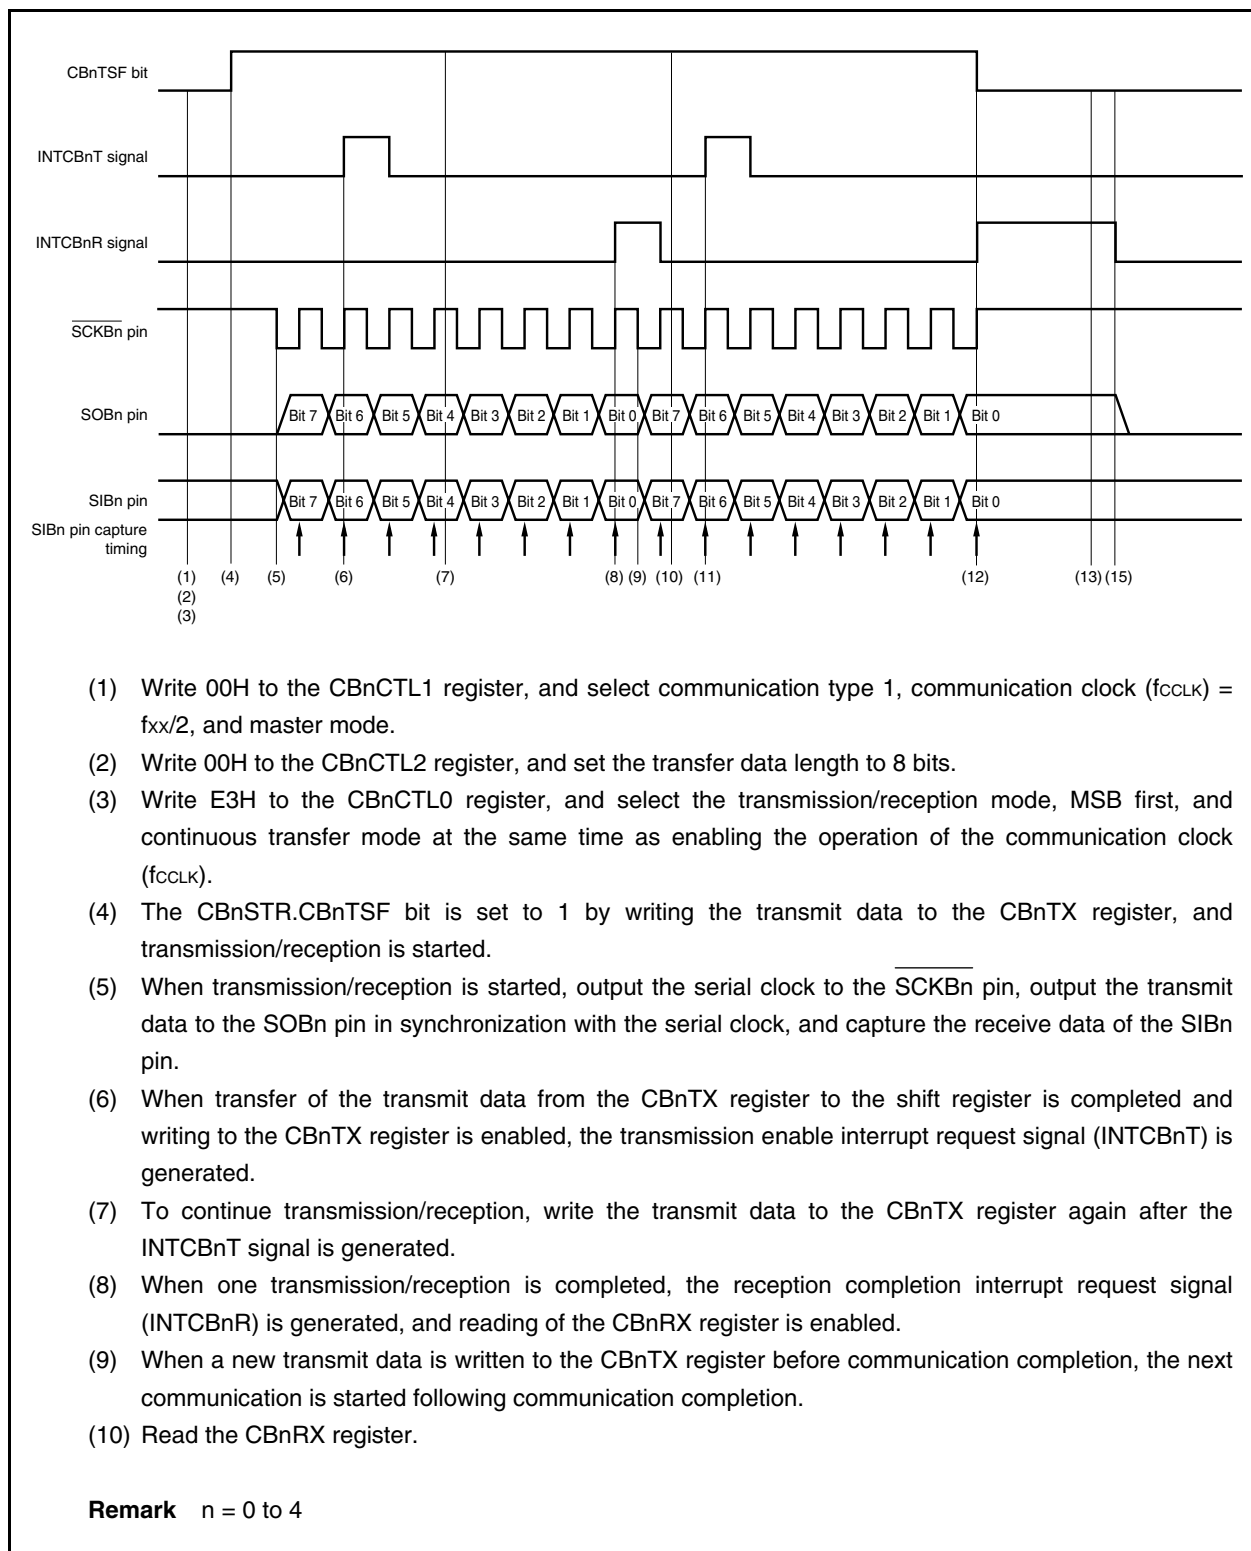 CBnTSF bit
INTCBnT signal
INTCBnR signal
SCKBn pin
SOBn pin
Bit 7 Bit 6 Bit 5 Bit 4 Bit 3 Bit 2 Bit 1 Bit 0 Bit 7 Bit 6 Bit 5 Bit 4 Bit 3 Bit 2 Bit 1 Bit 0
SIBn pin
Bit 7 Bit 6 Bit 5 Bit 4 Bit 3 Bit 2 Bit 1 Bit 0 Bit 7 Bit 6 Bit 5 Bit 4 Bit 3 Bit 2 Bit 1 Bit 0
SIBn pin capture
timing
(1) (4) (5) (6) (7) (8) (9) (10) (11) (12) (13) (15)
(2)
(3)
(1) Write 00H to the CBnCTL1 register, and select communication type 1, communication clock (fCCLK) =
fXX/2, and master mode.
(2) Write 00H to the CBnCTL2 register, and set the transfer data length to 8 bits.
(3) Write E3H to the CBnCTL0 register, and select the transmission/reception mode, MSB first, and
continuous transfer mode at the same time as enabling the operation of the communication clock
(fCCLK).
(4) The CBnSTR.CBnTSF bit is set to 1 by writing the transmit data to the CBnTX register, and
transmission/reception is started.
(5) When transmission/reception is started, output the serial clock to the SCKBn pin, output the transmit
data to the SOBn pin in synchronization with the serial clock, and capture the receive data of the SIBn
pin.
(6) When transfer of the transmit data from the CBnTX register to the shift register is completed and
writing to the CBnTX register is enabled, the transmission enable interrupt request signal (INTCBnT) is
generated.
(7) To continue transmission/reception, write the transmit data to the CBnTX register again after the
INTCBnT signal is generated.
(8) When one transmission/reception is completed, the reception completion interrupt request signal
(INTCBnR) is generated, and reading of the CBnRX register is enabled.
(9) When a new transmit data is written to the CBnTX register before communication completion, the next
communication is started following communication completion.
(10) Read the CBnRX register.
Remark n = 0 to 4